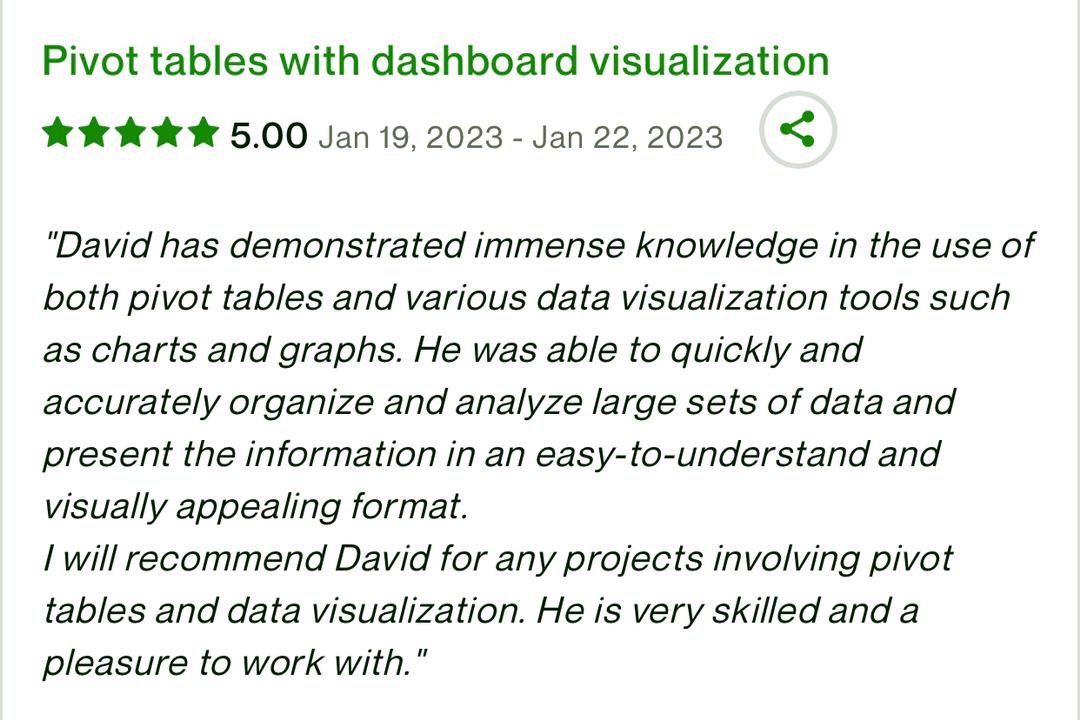 Pivot tables with dashboard visualization
5.00 Jan 19, 2023 - Jan 22, 2023
"David has demonstrated immense knowledge in the use of
both pivot tables and various data visualization tools such
as charts and graphs. He was able to quickly and
accurately organize and analyze large sets of data and
present the information in an easy-to-understand and
visually appealing format.
I will recommend David for any projects involving pivot
tables and data visualization. He is very skilled and a
pleasure to work with."